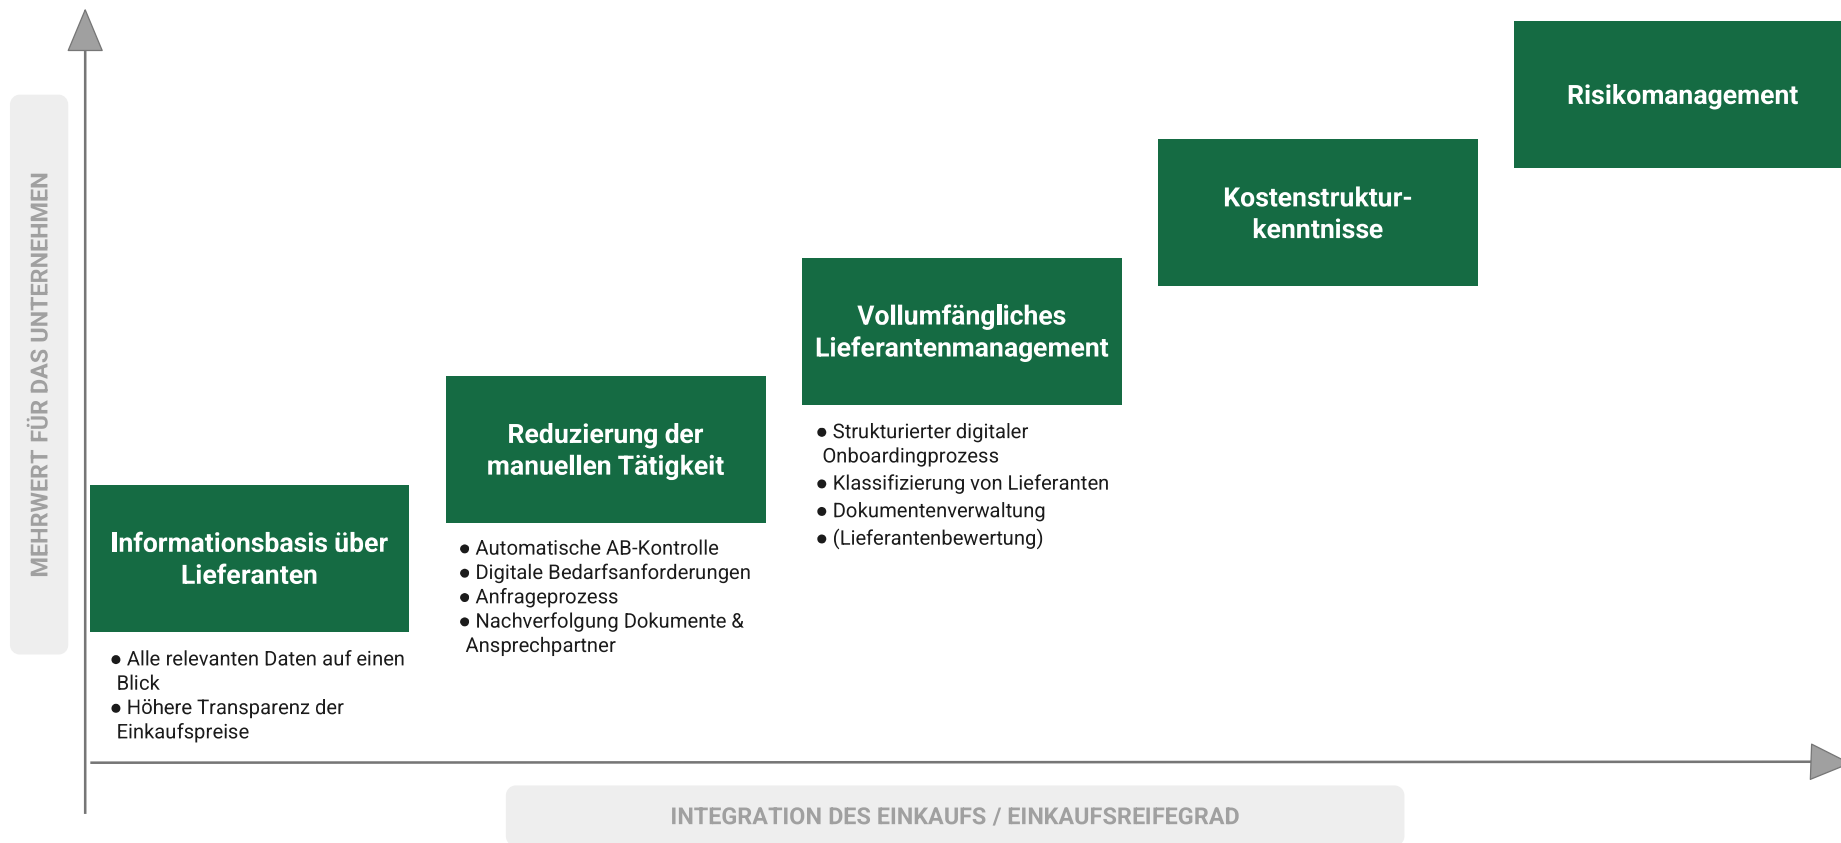 MEHRWERT FÜR DAS UNTERNEHMEN
Informationsbasis über
Lieferanten
● Alle relevanten Daten auf einen
Blick
● Höhere Transparenz der
Einkaufspreise
Reduzierung der
manuellen Tätigkeit
● Automatische AB-Kontrolle
● Digitale Bedarfsanforderungen
● Anfrageprozess
● Nachverfolgung Dokumente &
Ansprechpartner
Vollumfängliches
Lieferantenmanagement
● Strukturierter digitaler
Onboardingprozess
● Klassifizierung von Lieferanten
● Dokumentenverwaltung
● (Lieferantenbewertung)
Kostenstruktur-
kenntnisse
Risikomanagement
INTEGRATION DES EINKAUFS / EINKAUFSREIFEGRAD